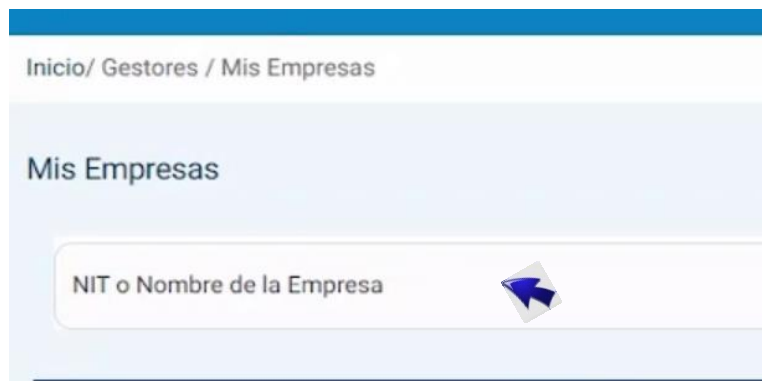 Inicio/ Gestores / Mis Empresas
Mis Empresas
NIT o Nombre de la Empresa